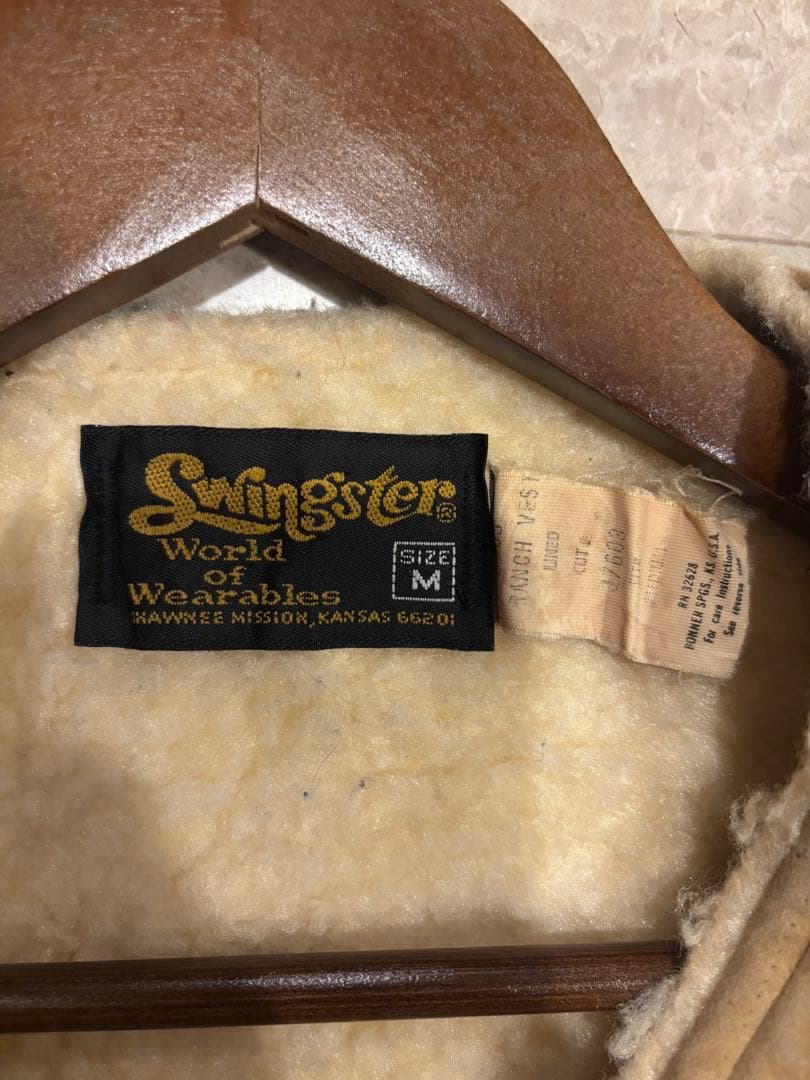 Swingster®
World
of
Wearables
SHAWNEE MISSION, KANSAS 66201
SIZE
M
RANCH VEST
LINED
CUT#
RN 32628
BONNER SPGS., KS. U.S.A.
For care instructions
See reverse side